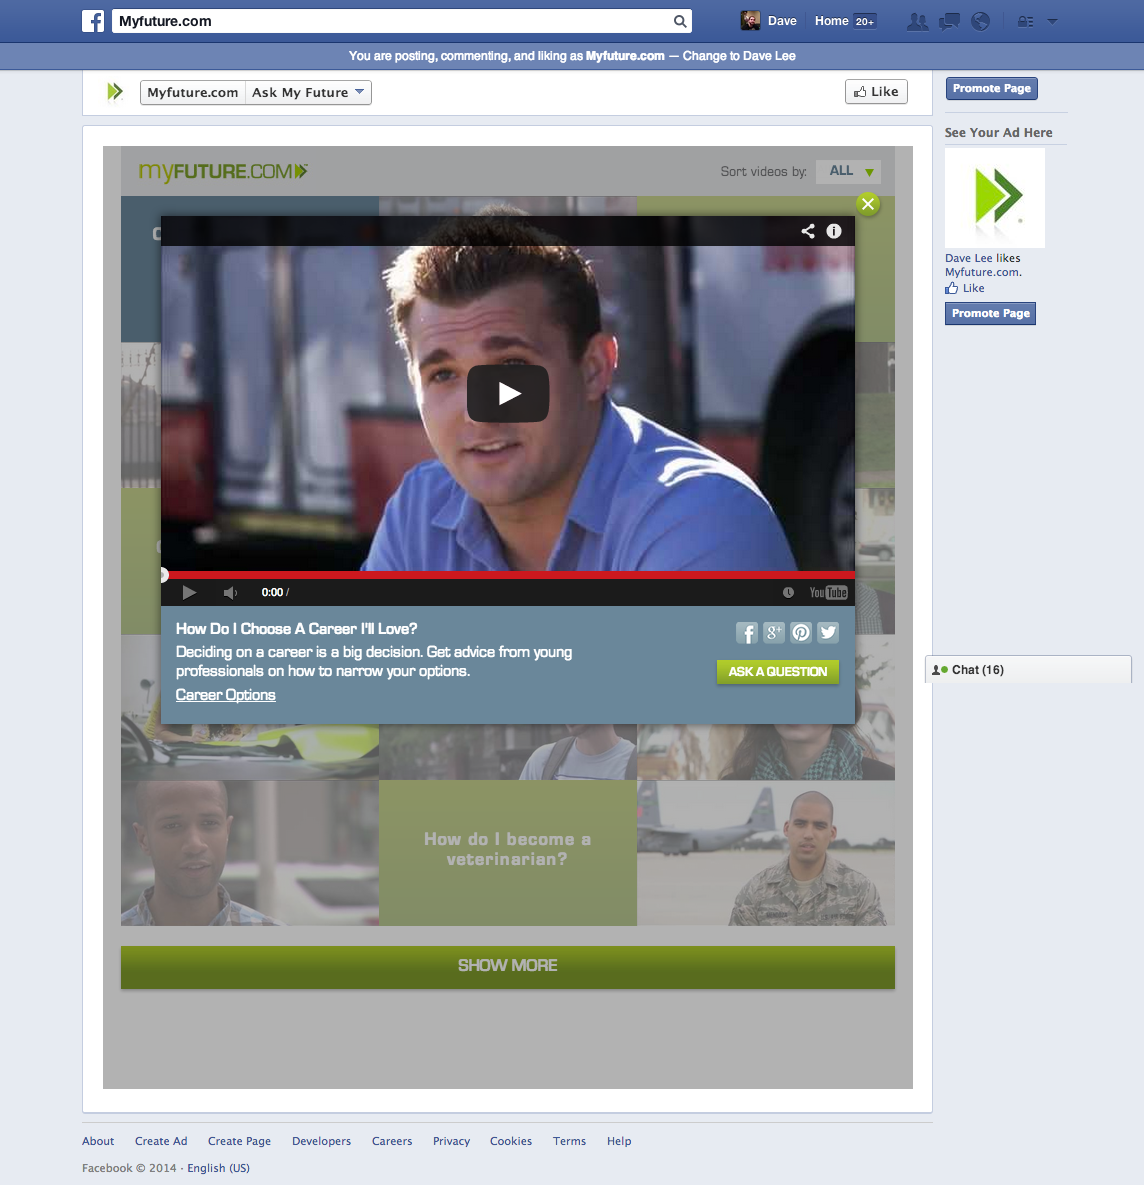 Myfuture.com
Dave Home 20+
You are posting, commenting, and liking as Myfuture.com — Change to Dave Lee
Myfuture.com Ask My Future
Like
Promote Page
See Your Ad Here
Dave Lee likes
Myfuture.com.
Like
Promote Page
myFUTURE.COM
Sort videos by: ALL
0:00 /
YouTube
How Do I Choose A Career I'll Love?
Deciding on a career is a big decision. Get advice from young
professionals on how to narrow your options.
Career Options
ASK A QUESTION
Chat (16)
How do I become a
veterinarian?
SHOW MORE
About Create Ad Create Page Developers Careers Privacy Cookies Terms Help
Facebook © 2014 · English (US)